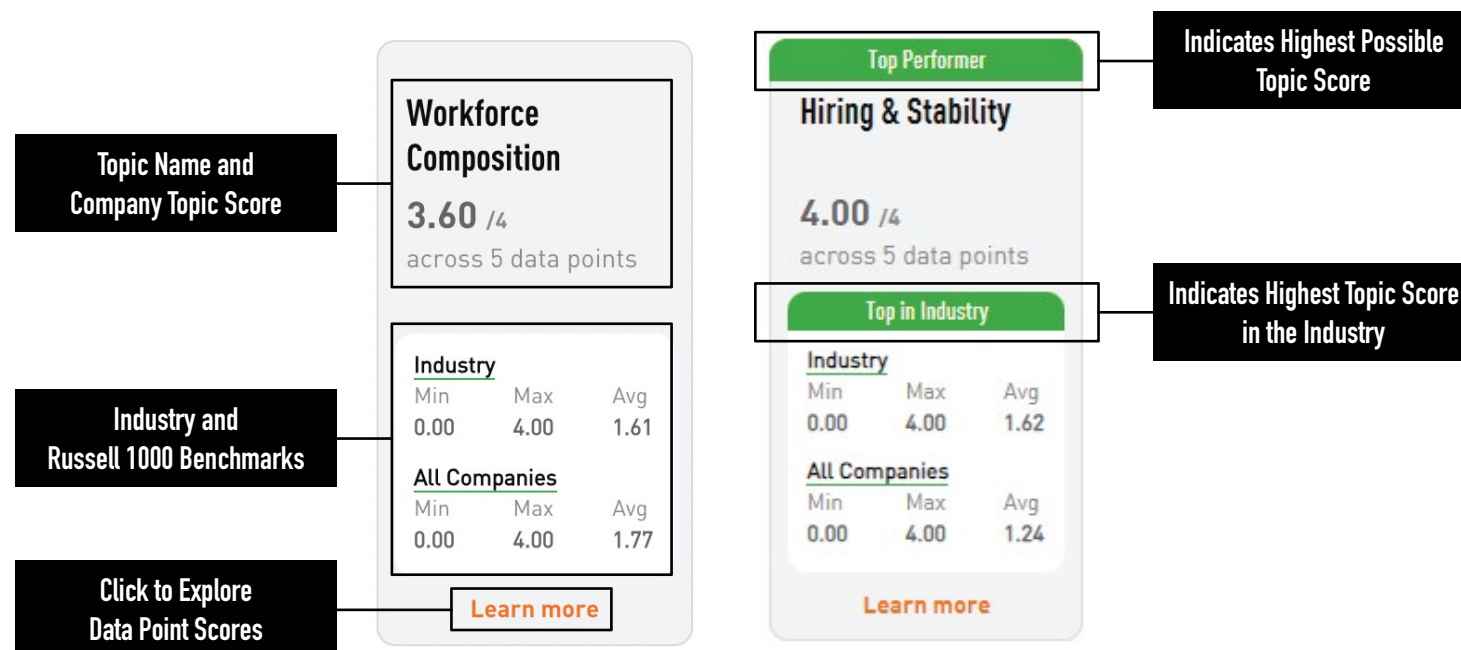 Topic Name and
Company Topic Score
Industry and
Russell 1000 Benchmarks
Click to Explore
Data Point Scores
Workforce
Composition
3.60 /4
across 5 data points
Industry
Min Max Avg
0.00 4.00 1.61
All Companies
Min Max Avg
0.00 4.00 1.77
Learn more
Top Performer
Hiring & Stability
4.00 /4
across 5 data points
Top in Industry
Industry
Min Max Avg
0.00 4.00 1.62
All Companies
Min Max Avg
0.00 4.00 1.24
Learn more
Indicates Highest Possible
Topic Score
Indicates Highest Topic Score
in the Industry